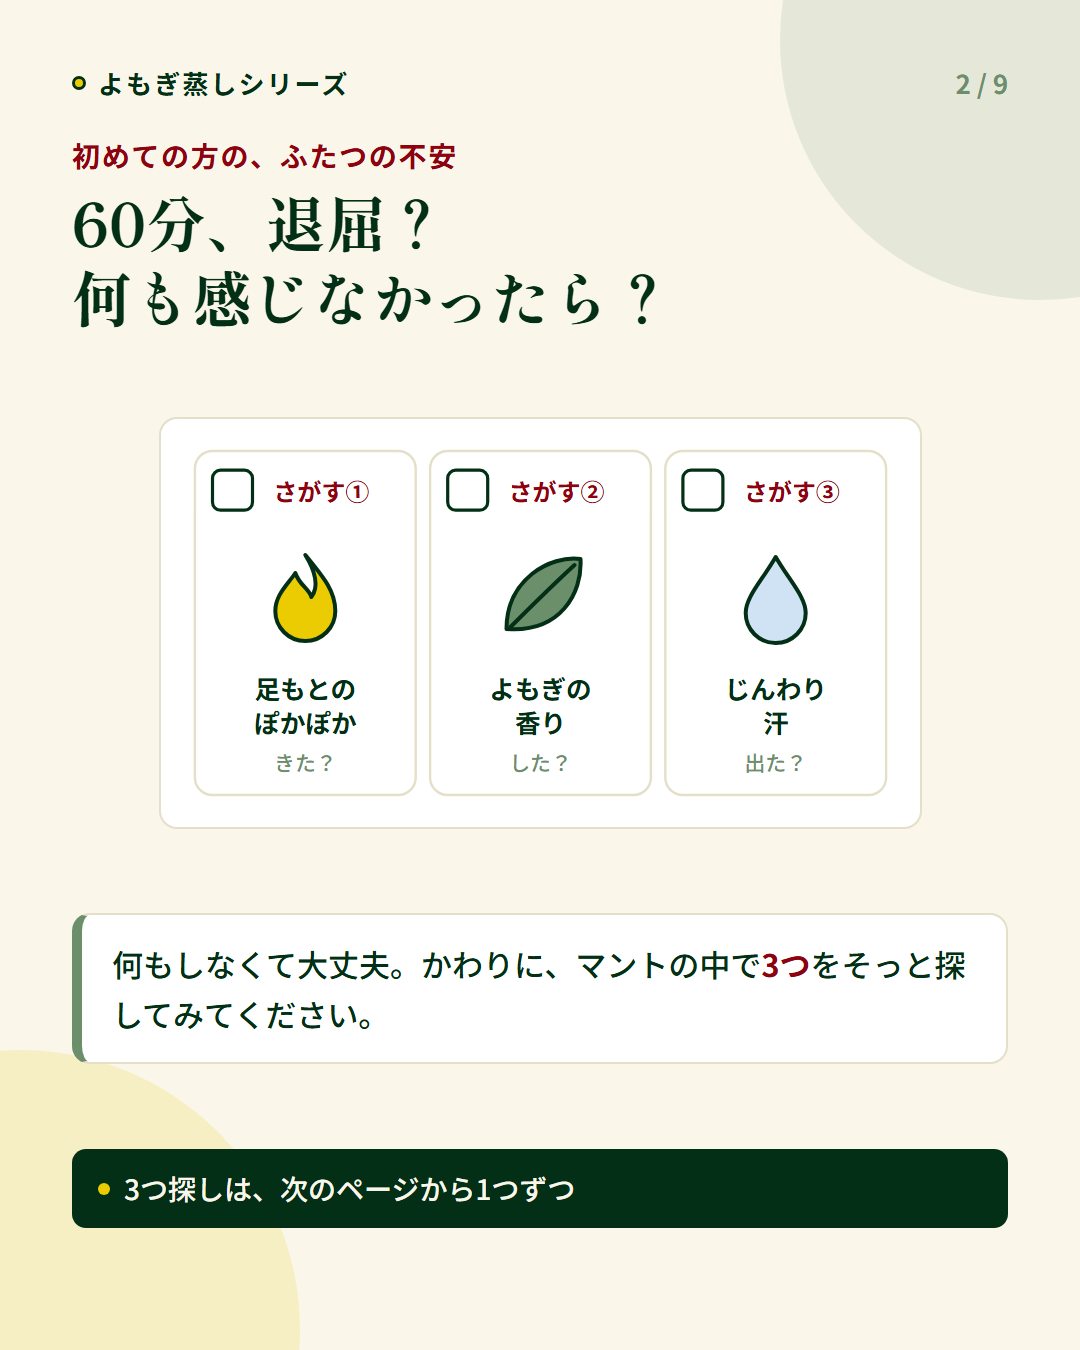 よもぎ蒸しシリーズ
2 / 9
初めての方の、ふたつの不安
60分、退屈？
何も感じなかったら？
さがす①
足もとの
ぽかぽか
きた？
さがす②
よもぎの
香り
した？
さがす③
じんわり
汗
出た？
何もしなくて大丈夫。かわりに、マントの中で3つをそっと探
してみてください。
3つ探しは、次のページから1つずつ